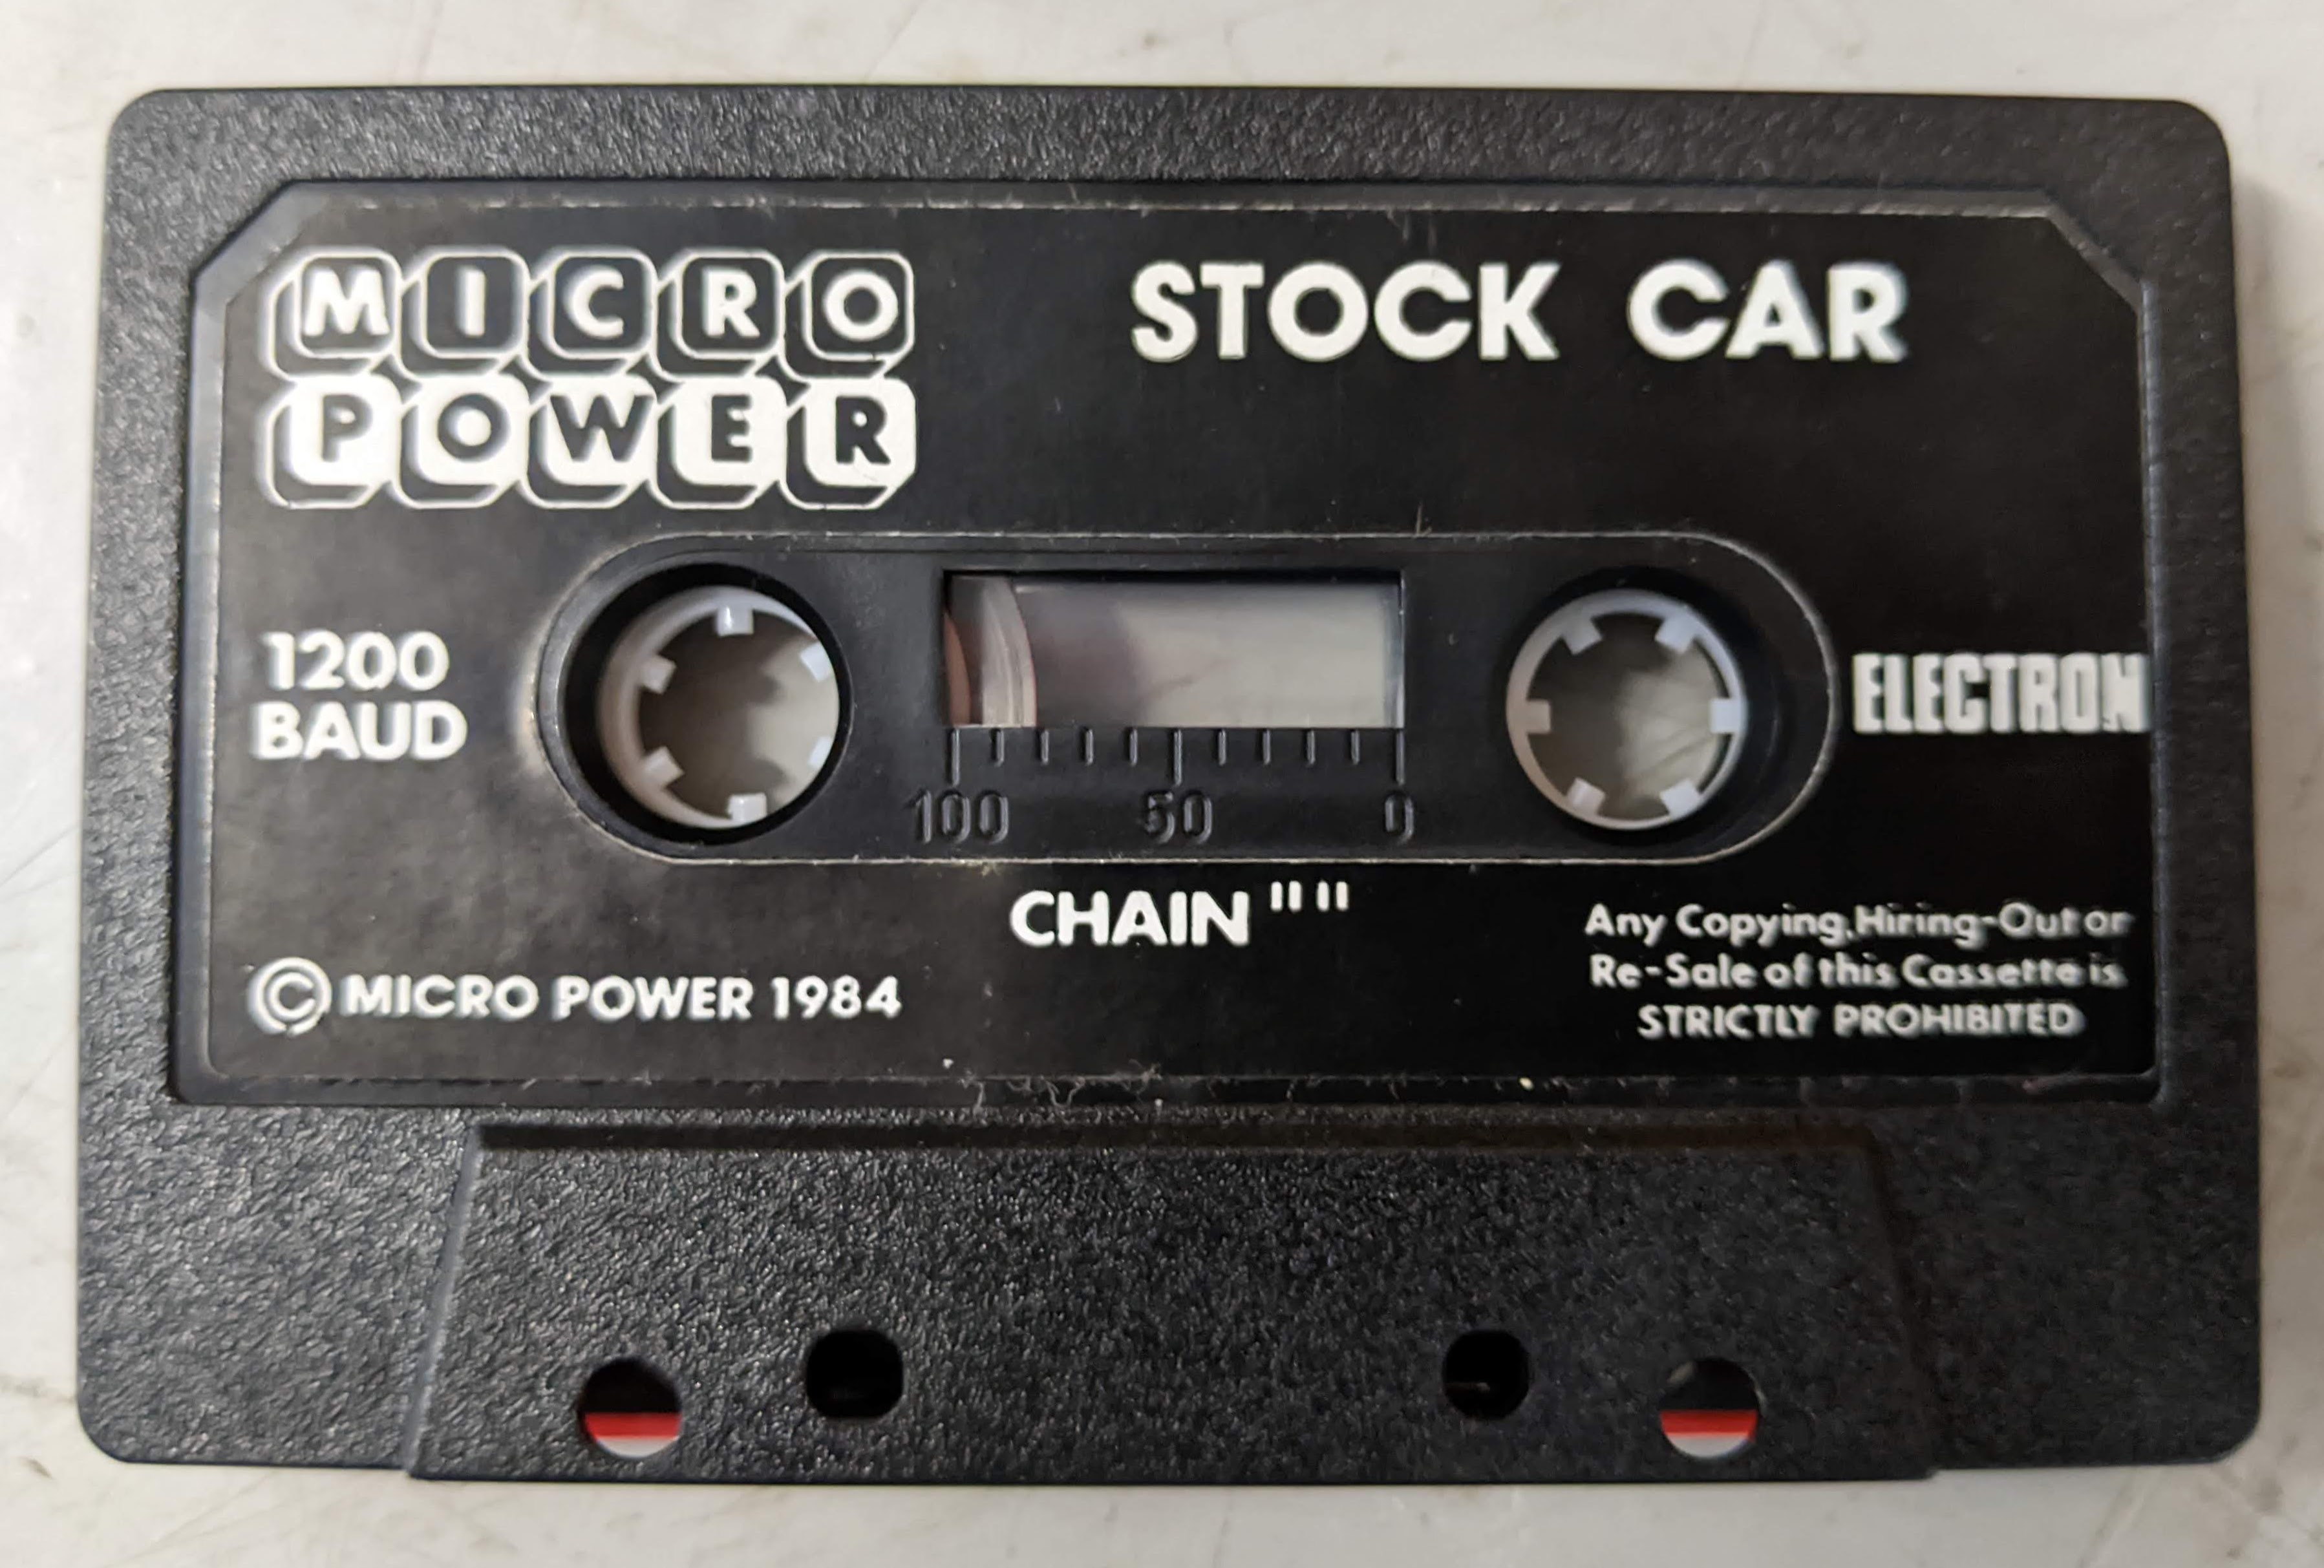 MICRO
POWER
STOCK CAR
1200
BAUD
ELECTRON
100 50 0
CHAIN " "
© MICRO POWER 1984
Any Copying, Hiring-Out or
Re-Sale of this Cassette is
STRICTLY PROHIBITED